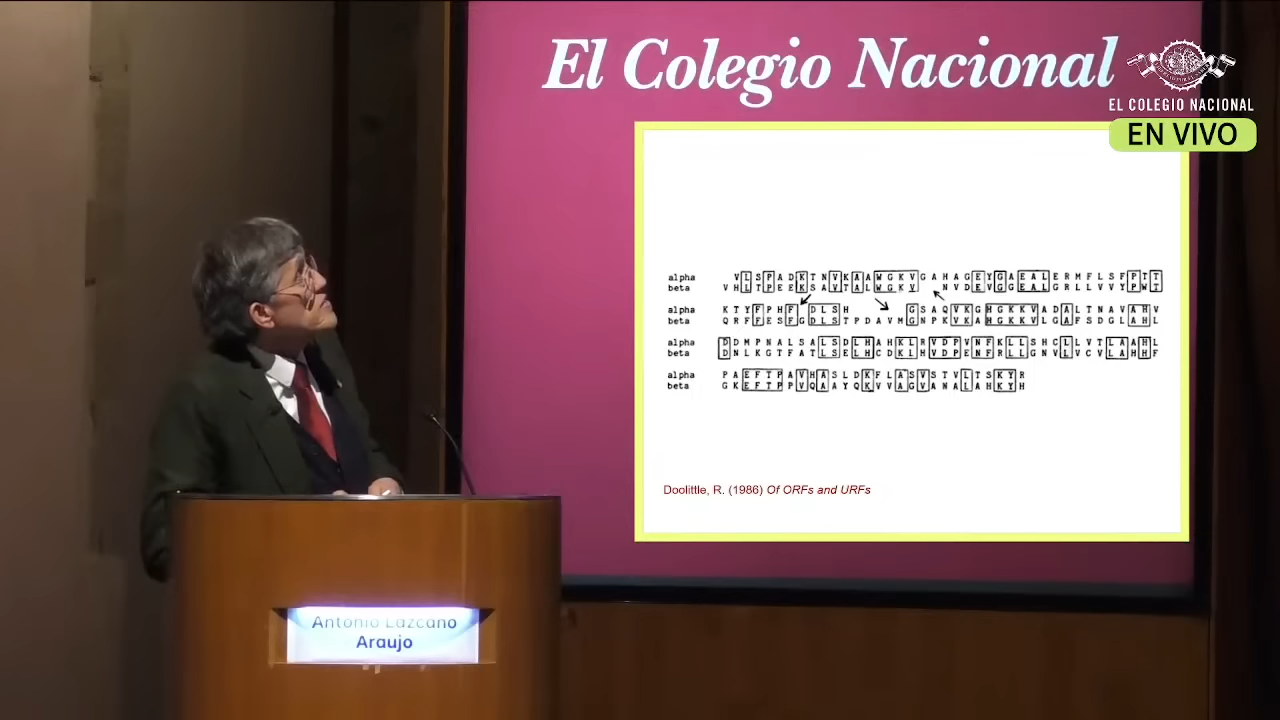 El Colegio Nacional
EL COLEGIO NACIONAL
EN VIVO
alpha V L S P A D K T N V K A A W G K V G A H A G E Y G A E A L E R M F L S F P T T
beta V H L T P E E K S A V T A L W G K V N V D E V G G E A L G R L L V V Y P W T
alpha K T Y F P H F D L S H G S A Q V K G H G K K V A D A L T N A V A H V
beta Q R F F E S F G D L S T P D A V M G N P K V K A H G K K V L G A F S D G L A H L
alpha D D M P N A L S A L S D L H A H K L R V D P V N F K L L S H C L L V T L A A H L
beta D N L K G T F A T L S E L H C D K L H V D P E N F R L L G N V L V C V L A H H F
alpha P A E F T P A V H A S L D K F L A S V S T V L T S K Y R
beta G K E F T P P V Q A A Y Q K V V A G V A N A L A H K Y H
Doolittle, R. (1986) Of ORFs and URFs
Antonio Lazcano
Araujo